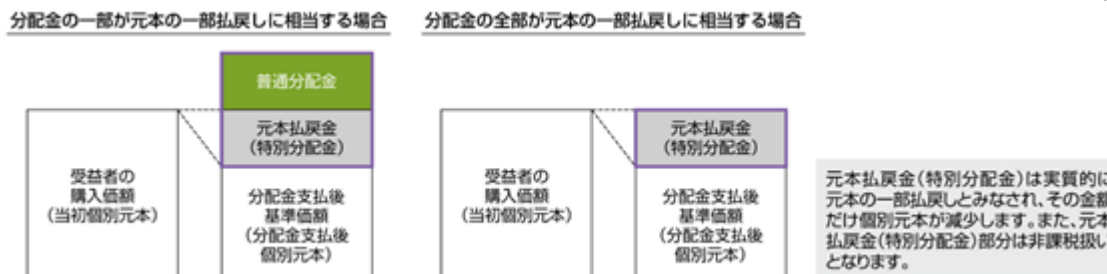 分配金の一部が元本の一部払戻しに相当する場合
普通分配金
元本払戻金
(特別分配金)
受益者の
購入価額
(当初個別元本)
分配金支払後
基準価額
(分配金支払後
個別元本)
分配金の全部が元本の一部払戻しに相当する場合
元本払戻金
(特別分配金)
受益者の
購入価額
(当初個別元本)
分配金支払後
基準価額
(分配金支払後
個別元本)
元本払戻金(特別分配金)は実質的に
元本の一部払戻しとみなされ、その金額
だけ個別元本が減少します。また、元本
払戻金(特別分配金)部分は非課税扱い
となります。